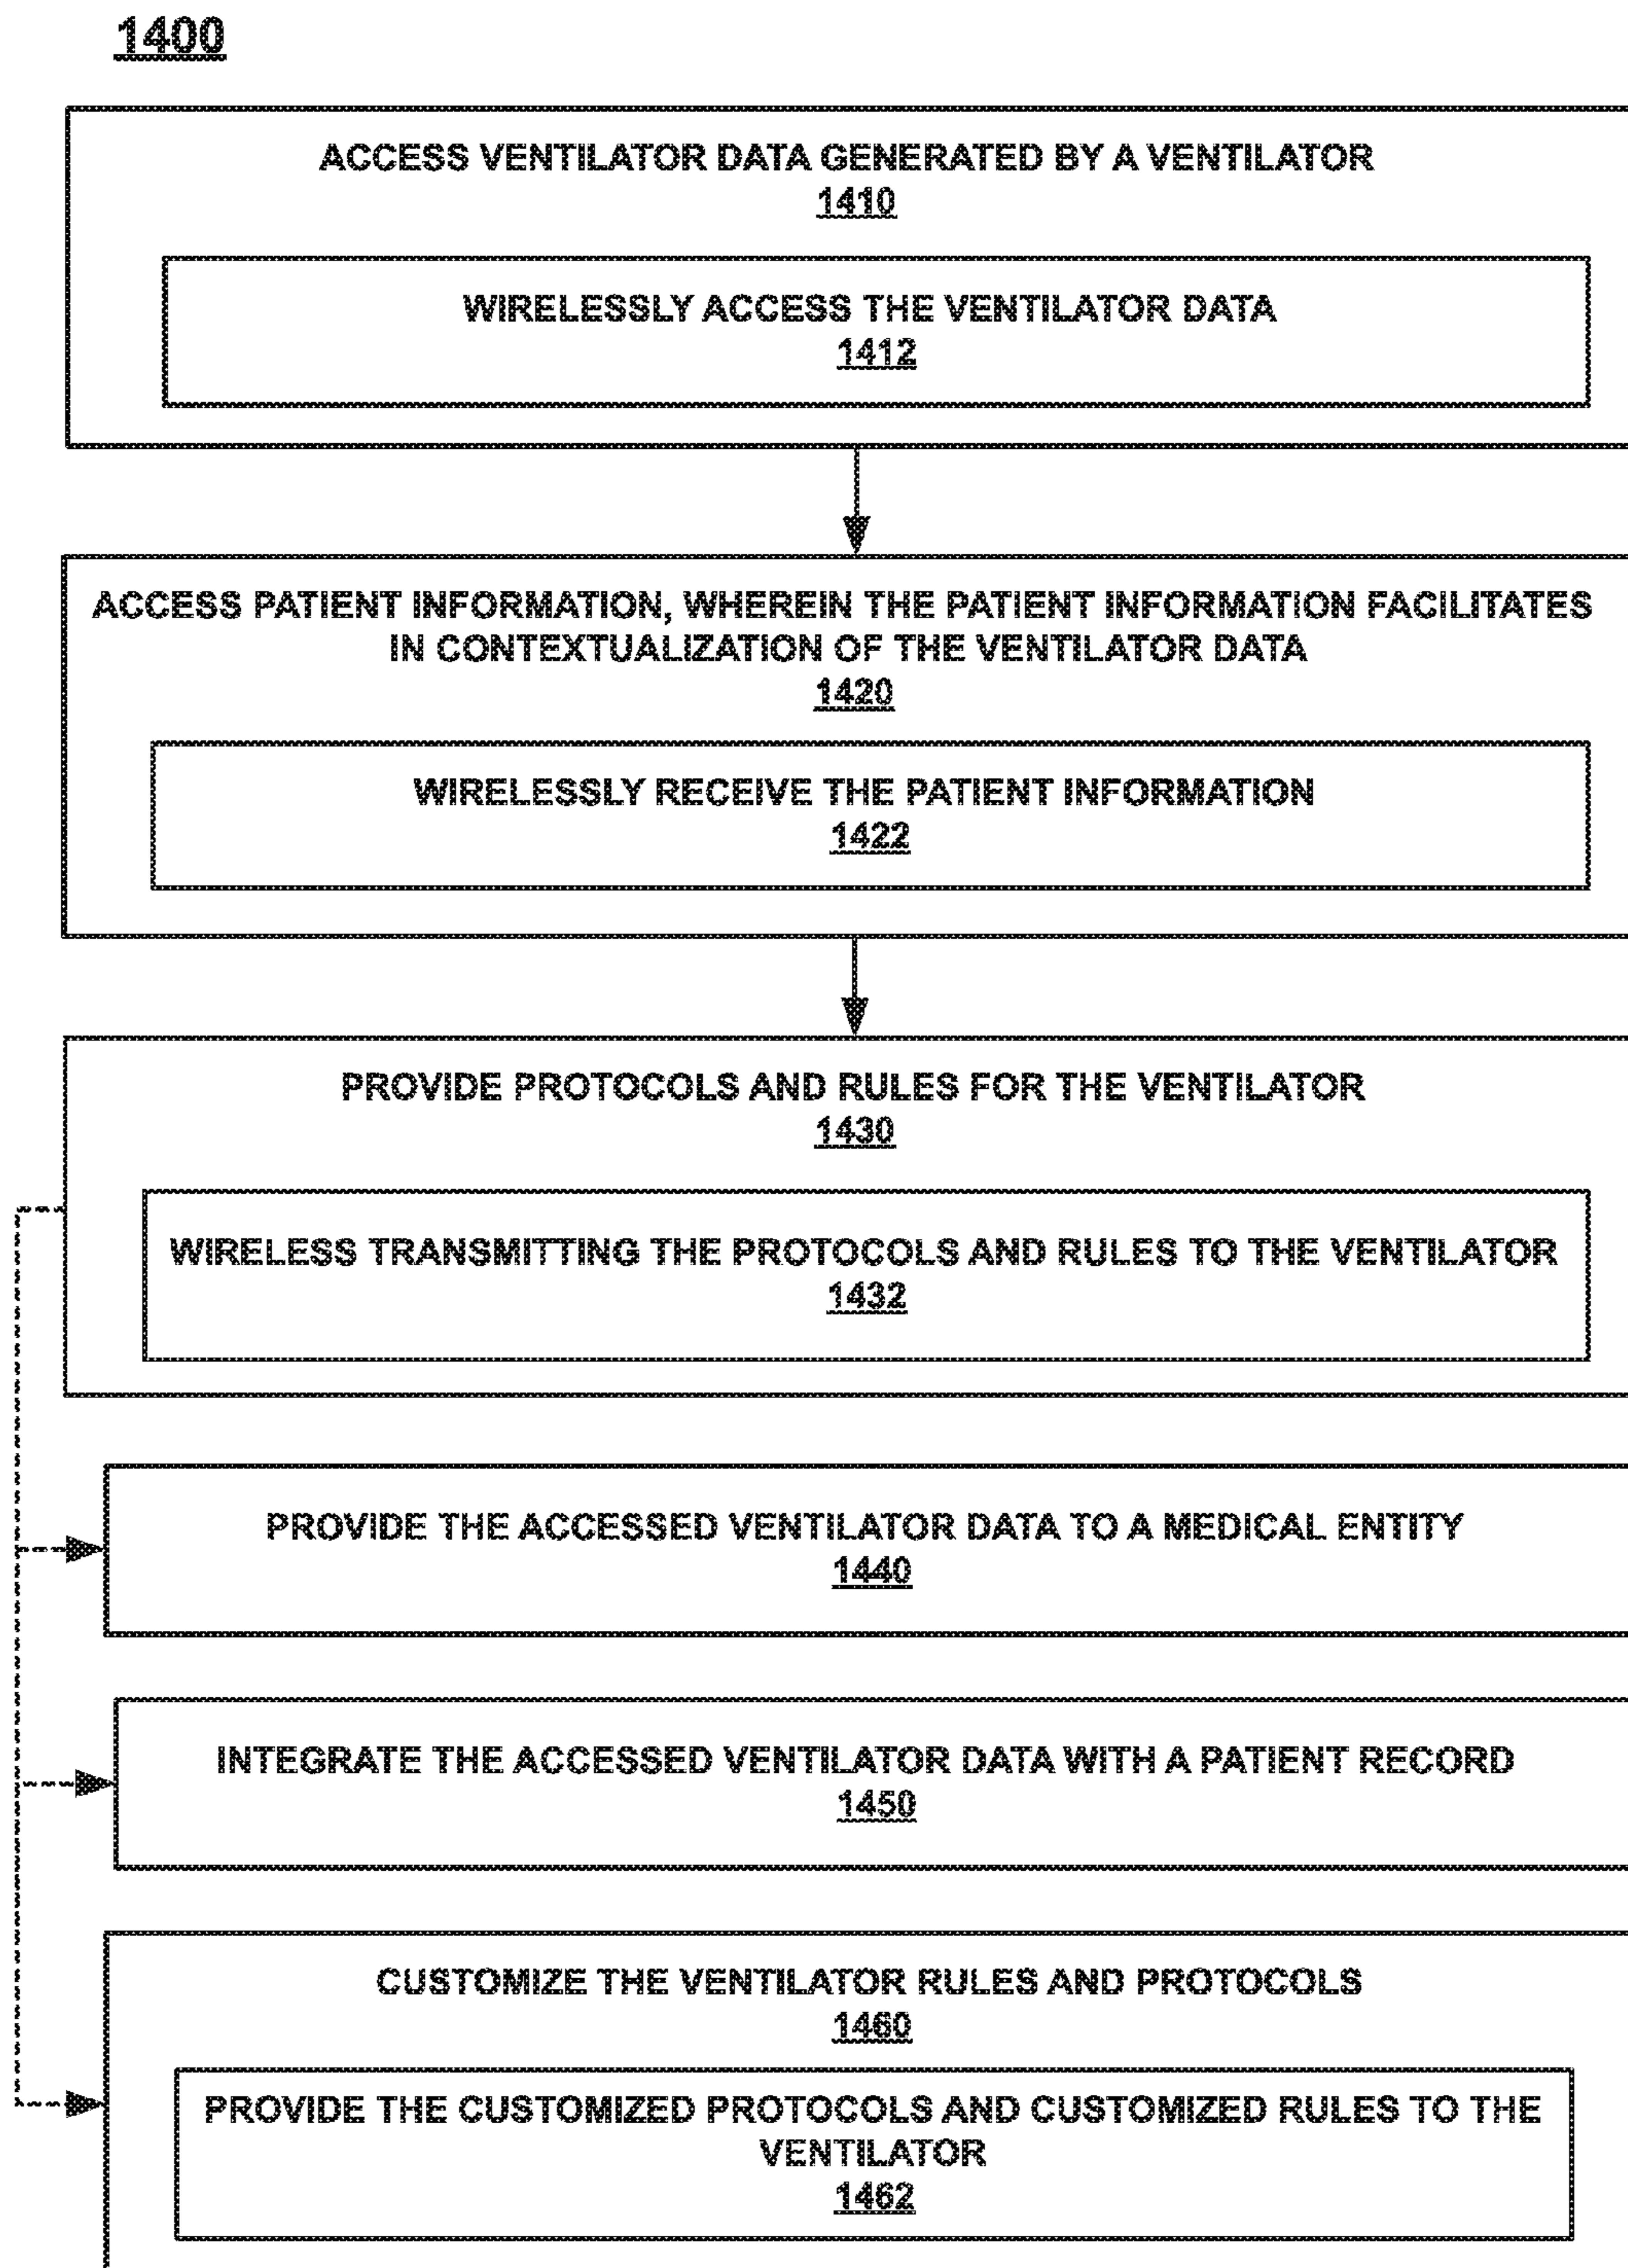 1400
ACCESS VENTILATOR DATA GENERATED BY A VENTILATOR
1410
WIRELESSLY ACCESS THE VENTILATOR DATA
1412
ACCESS PATIENT INFORMATION, WHEREIN THE PATIENT INFORMATION FACILITATES
IN CONTEXTUALIZATION OF THE VENTILATOR DATA
1420
WIRELESSLY RECEIVE THE PATIENT INFORMATION
1422
PROVIDE PROTOCOLS AND RULES FOR THE VENTILATOR
1430
WIRELESS TRANSMITTING THE PROTOCOLS AND RULES TO THE VENTILATOR
1432
PROVIDE THE ACCESSED VENTILATOR DATA TO A MEDICAL ENTITY
1440
INTEGRATE THE ACCESSED VENTILATOR DATA WITH A PATIENT RECORD
1450
CUSTOMIZE THE VENTILATOR RULES AND PROTOCOLS
1460
PROVIDE THE CUSTOMIZED PROTOCOLS AND CUSTOMIZED RULES TO THE
VENTILATOR
1462